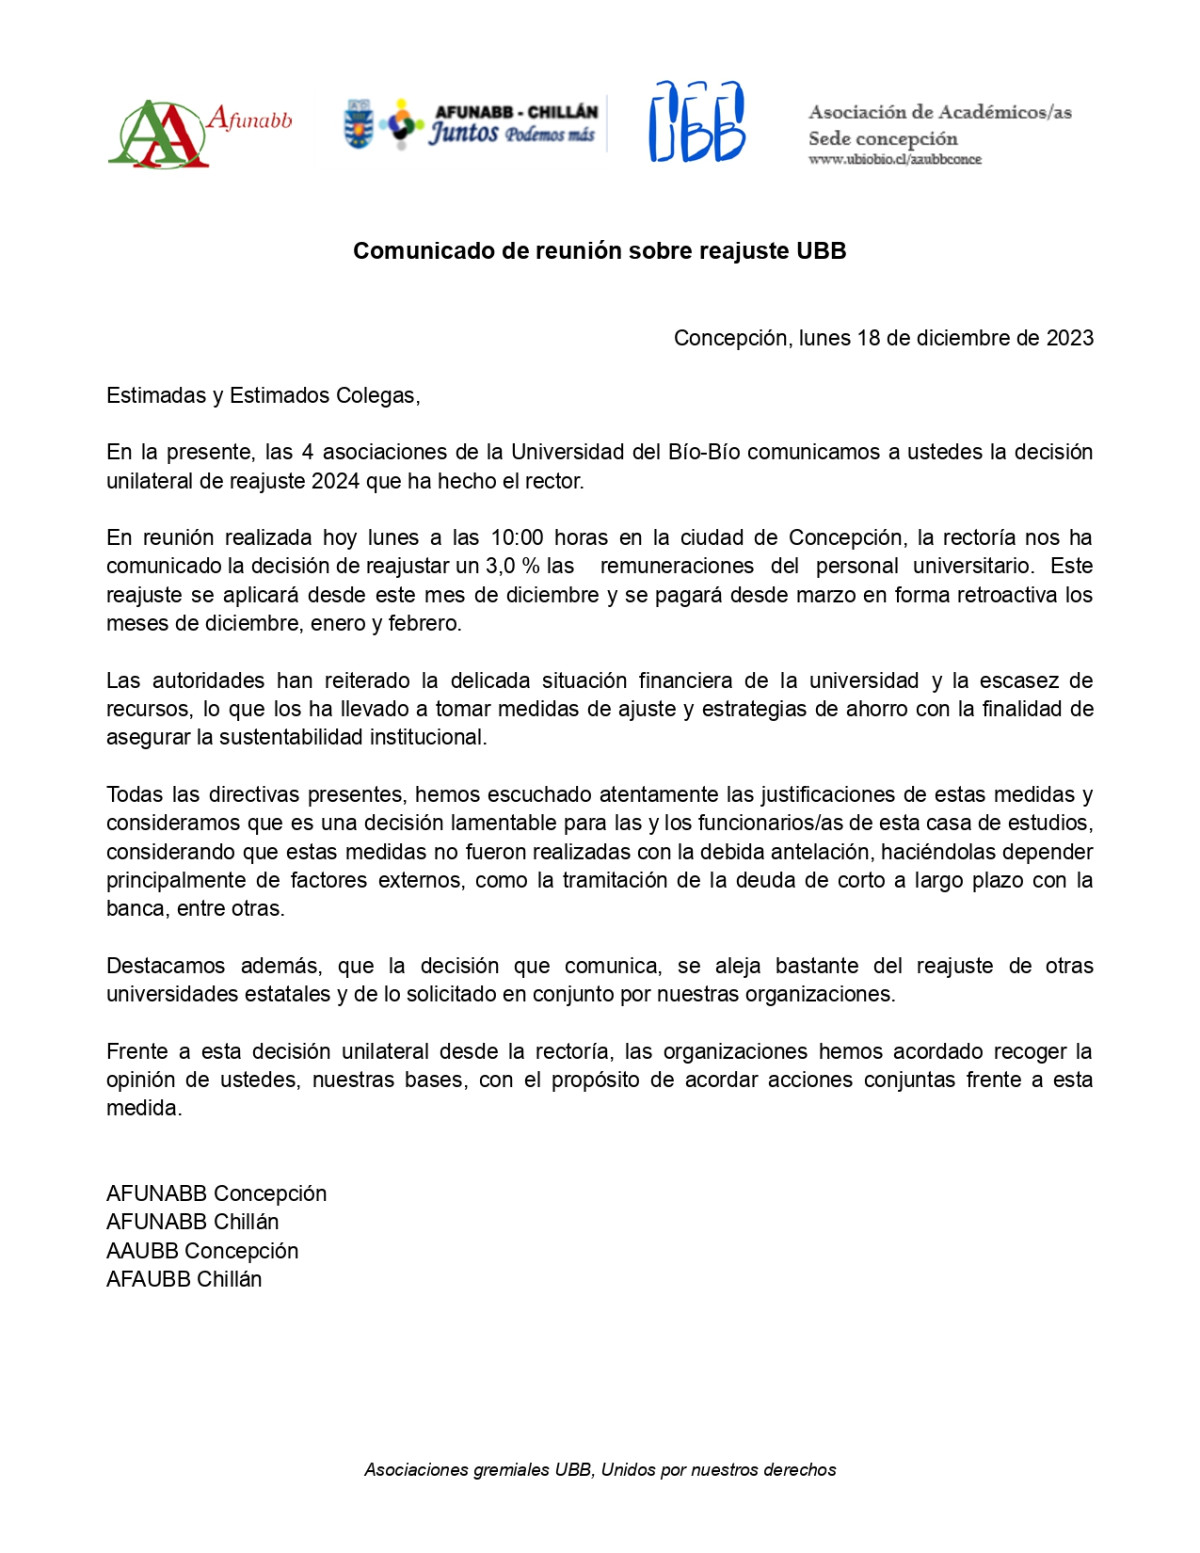 Afunabb
AFUNABB - CHILLÁN
Juntos Podemos más
UBB
Asociación de Académicos/as
Sede concepción
www.ubiobio.cl/aaubbconce
Comunicado de reunión sobre reajuste UBB
Concepción, lunes 18 de diciembre de 2023
Estimadas y Estimados Colegas,
En la presente, las 4 asociaciones de la Universidad del Bío-Bío comunicamos a ustedes la decisión
unilateral de reajuste 2024 que ha hecho el rector.
En reunión realizada hoy lunes a las 10:00 horas en la ciudad de Concepción, la rectoría nos ha
comunicado la decisión de reajustar un 3,0 % las remuneraciones del personal universitario. Este
reajuste se aplicará desde este mes de diciembre y se pagará desde marzo en forma retroactiva los
meses de diciembre, enero y febrero.
Las autoridades han reiterado la delicada situación financiera de la universidad y la escasez de
recursos, lo que los ha llevado a tomar medidas de ajuste y estrategias de ahorro con la finalidad de
asegurar la sustentabilidad institucional.
Todas las directivas presentes, hemos escuchado atentamente las justificaciones de estas medidas y
consideramos que es una decisión lamentable para las y los funcionarios/as de esta casa de estudios,
considerando que estas medidas no fueron realizadas con la debida antelación, haciéndolas depender
principalmente de factores externos, como la tramitación de la deuda de corto a largo plazo con la
banca, entre otras.
Destacamos además, que la decisión que comunica, se aleja bastante del reajuste de otras
universidades estatales y de lo solicitado en conjunto por nuestras organizaciones.
Frente a esta decisión unilateral desde la rectoría, las organizaciones hemos acordado recoger la
opinión de ustedes, nuestras bases, con el propósito de acordar acciones conjuntas frente a esta
medida.
AFUNABB Concepción
AFUNABB Chillán
AAUBB Concepción
AFAUBB Chillán
Asociaciones gremiales UBB, Unidos por nuestros derechos